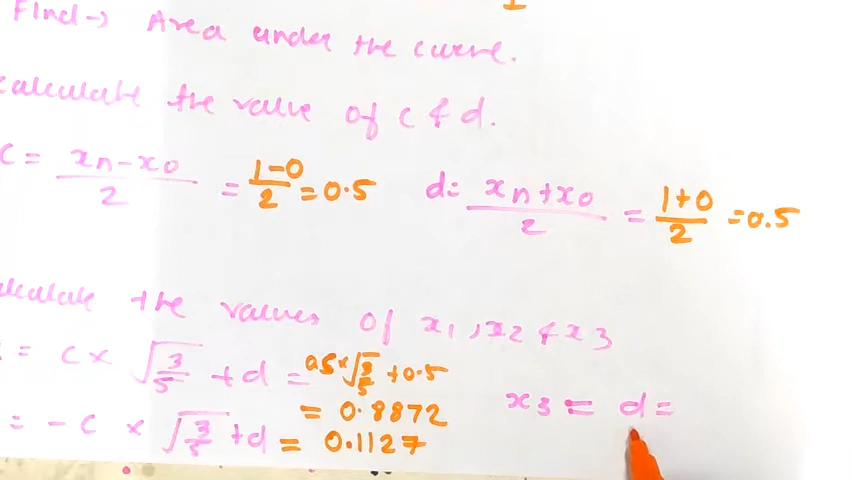 Find→ Area under the curve.
calculate the value of c & d.
c = xn-x0/2 = 1-0/2 = 0.5 d= xn+x0/2 = 1+0/2 = 0.5
alculate the values of x1, x2 & x3
= c × √3/5 + d = 0.5×√3/5 + 0.5
= 0.8872 x3 = d =
= -c × √3/5 + d = 0.1127